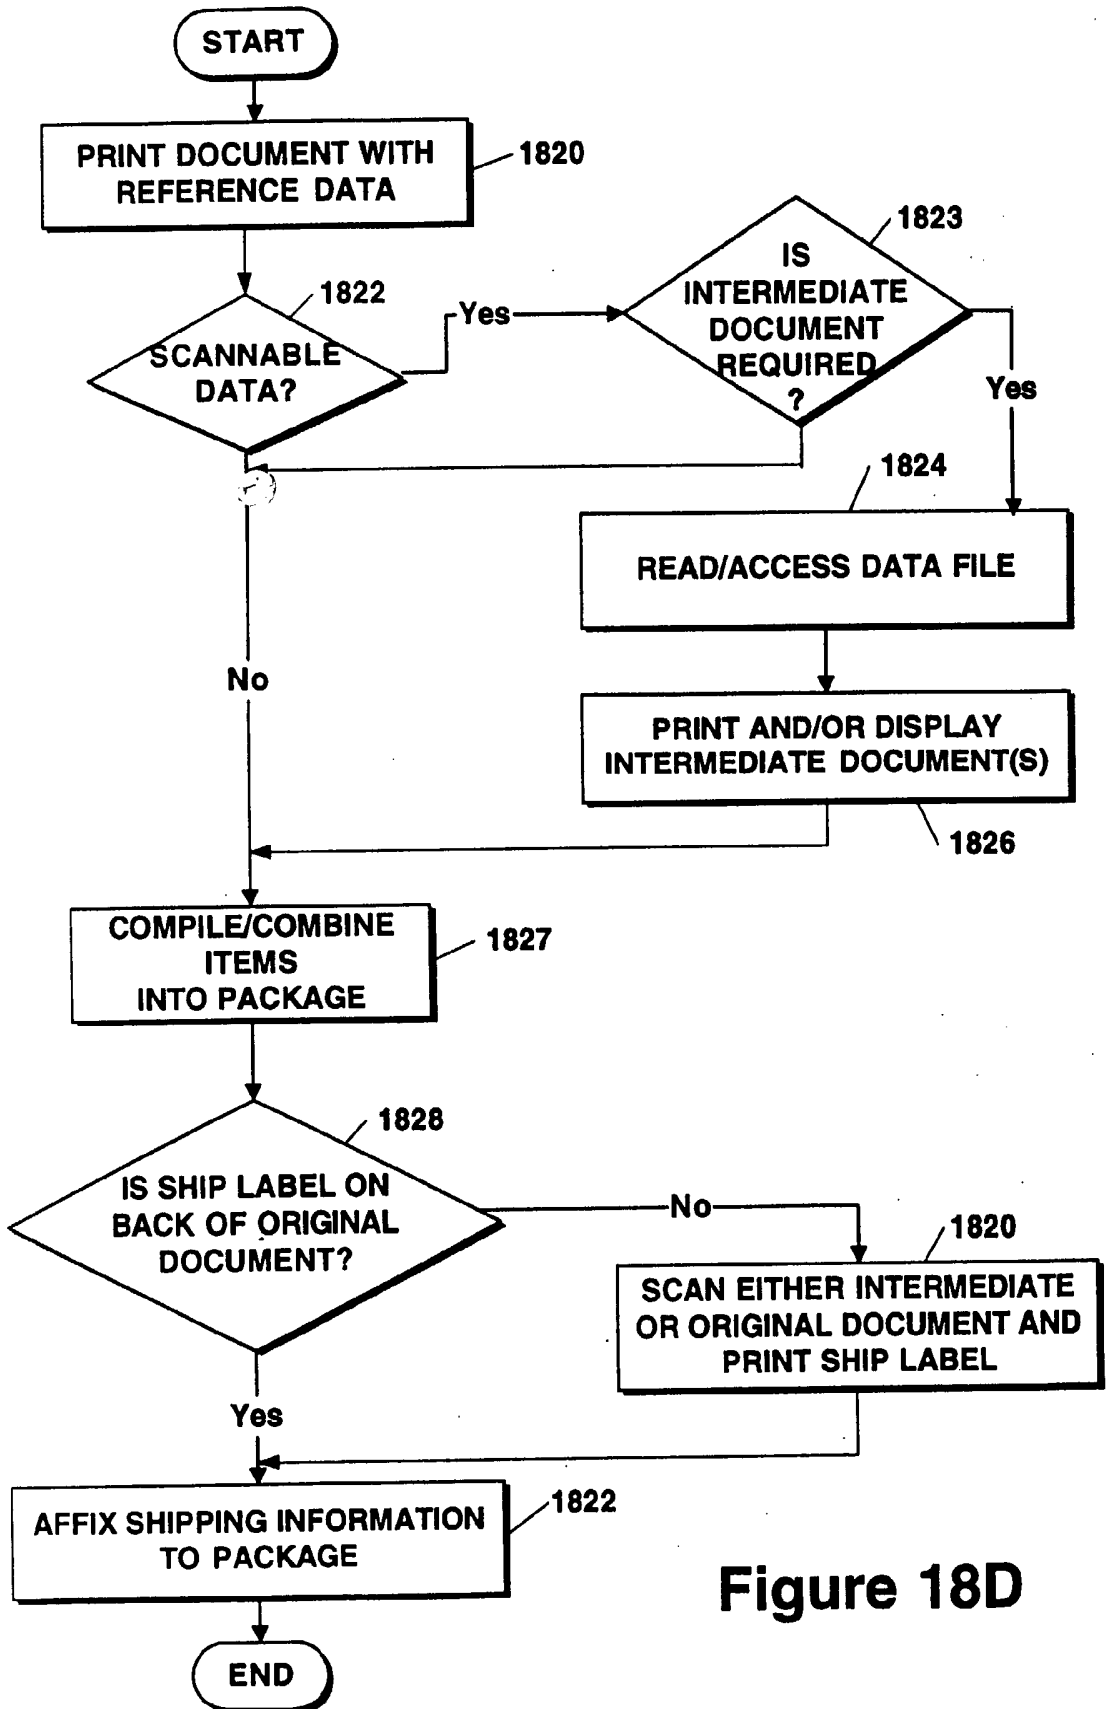 START
PRINT DOCUMENT WITH
REFERENCE DATA
1820
1822
SCANNABLE
DATA?
Yes
1823
IS
INTERMEDIATE
DOCUMENT
REQUIRED
?
Yes
1824
READ/ACCESS DATA FILE
No
PRINT AND/OR DISPLAY
INTERMEDIATE DOCUMENT(S)
1826
COMPILE/COMBINE
ITEMS
INTO PACKAGE
1827
1828
IS SHIP LABEL ON
BACK OF ORIGINAL
DOCUMENT?
No
1820
SCAN EITHER INTERMEDIATE
OR ORIGINAL DOCUMENT AND
PRINT SHIP LABEL
Yes
AFFIX SHIPPING INFORMATION
TO PACKAGE
1822
Figure 18D
END